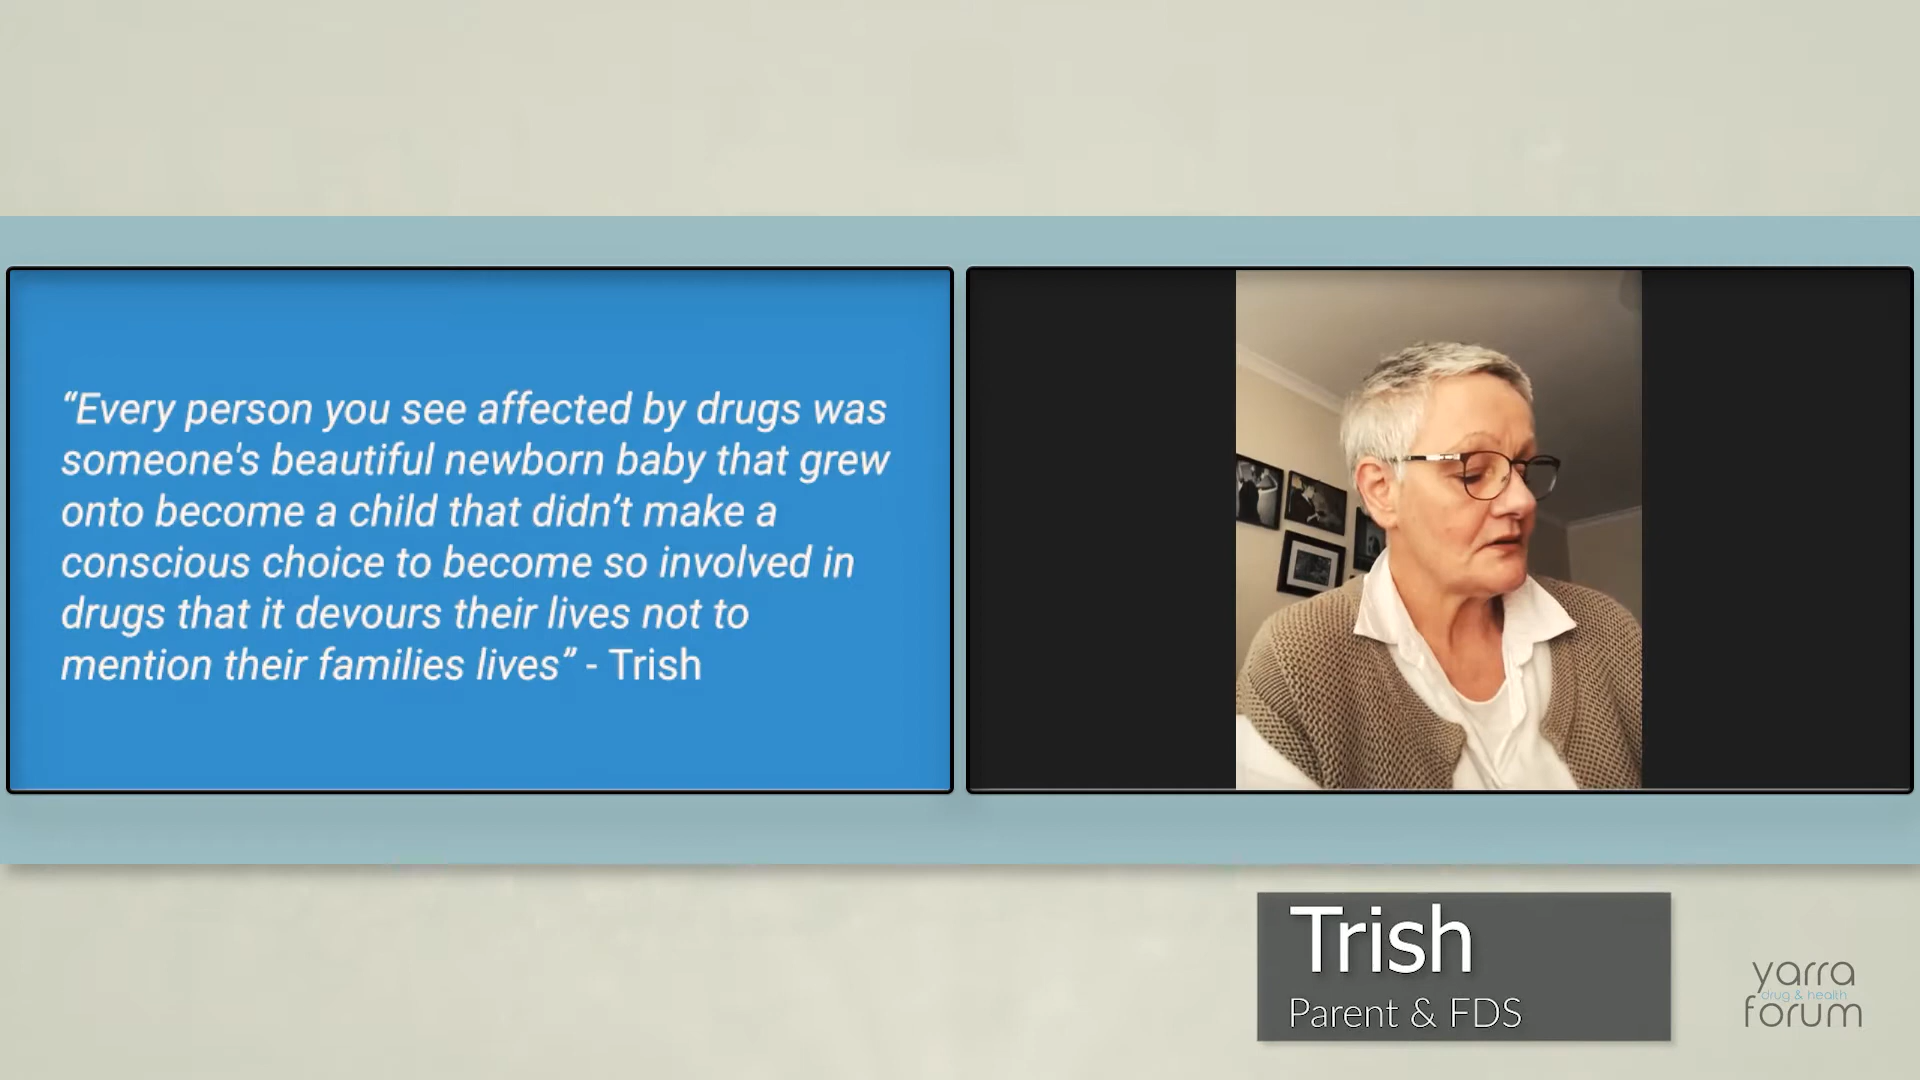 “Every person you see affected by drugs was
someone's beautiful newborn baby that grew
onto become a child that didn’t make a
conscious choice to become so involved in
drugs that it devours their lives not to
mention their families lives” - Trish
Trish
Parent & FDS
yarra
drug & health
forum